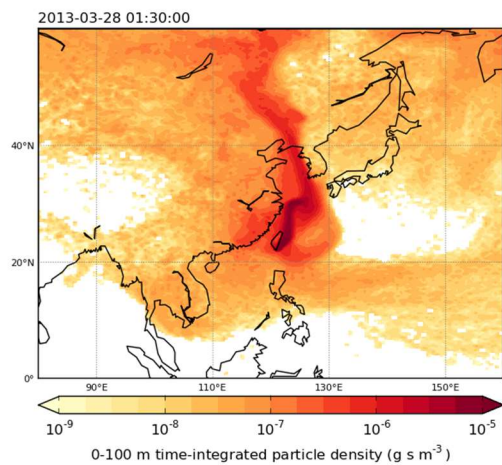 2013-03-28 01:30:00
40°N
20°N
0°
90°E
110°E
130°E
150°E
10⁻⁹
10⁻⁸
10⁻⁷
10⁻⁶
10⁻⁵
0-100 m time-integrated particle density (g s m⁻³)